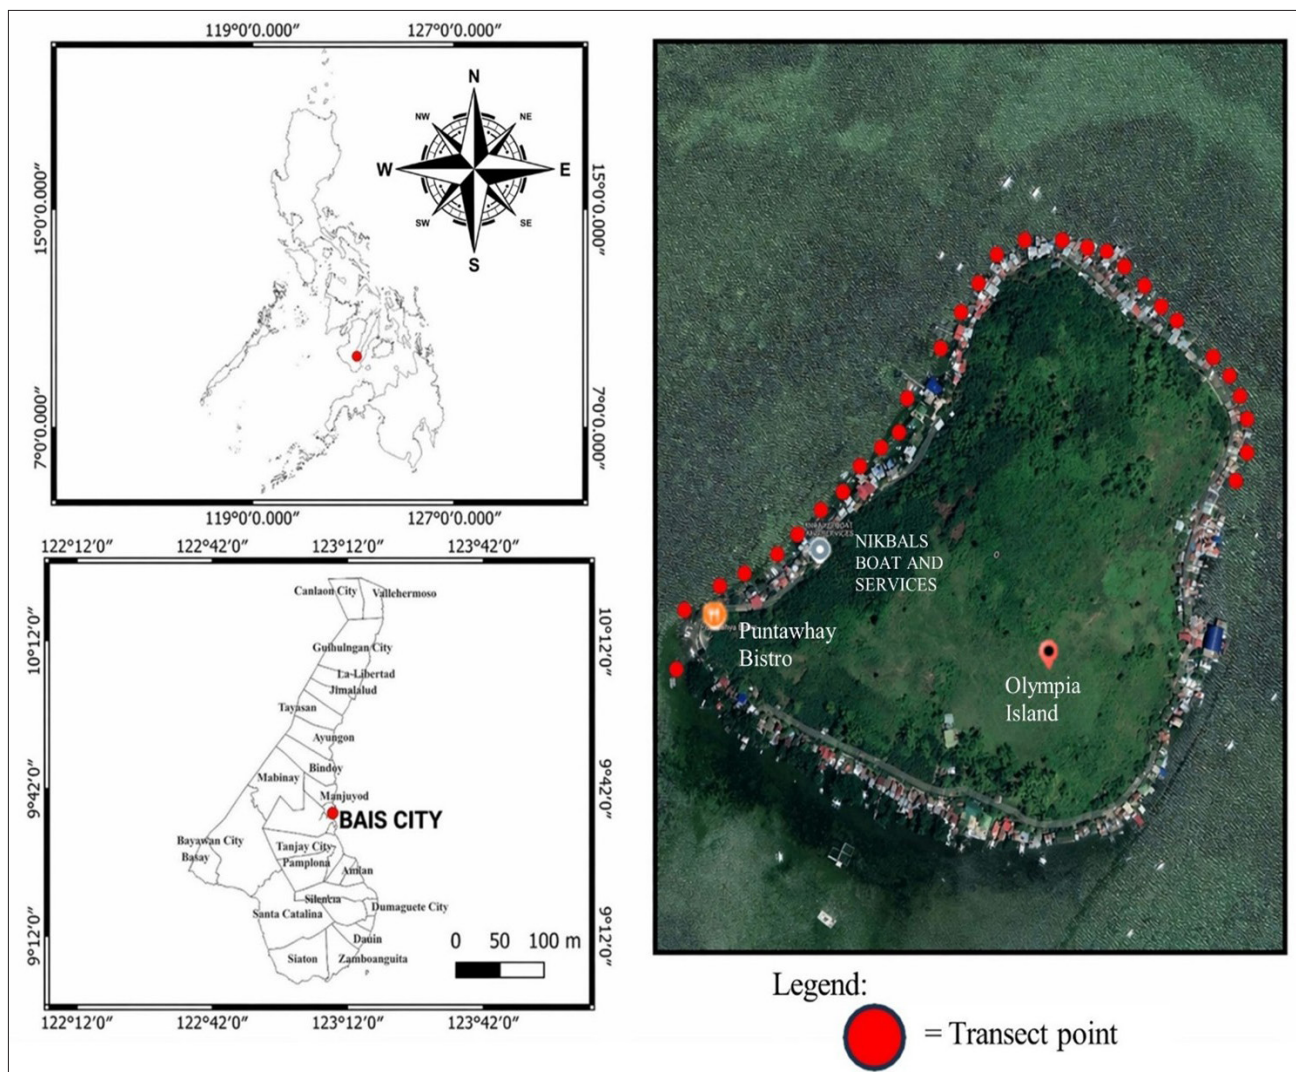 119°0′0.000″ 127°0′0.000″
15°0′0.000″
7°0′0.000″
N
NW NE
W E
SW SE
S
15°0′0.000″
7°0′0.000″
119°0′0.000″ 127°0′0.000″
122°12′0″ 122°42′0″ 123°12′0″ 123°42′0″
10°12′0″
9°42′0″
9°12′0″
Canlaon City
Vallehermoso
Guihulngan City
La-Libertad
Jimalalud
Tayasan
Ayungon
Bindoy
Mabinay
Manjuyod
BAIS CITY
Bayawan City
Basay
Tanjay City
Pamplona
Amlan
Silencia
Santa Catalina
Dumaguete City
Dauin
Siaton
Zamboanguita
0 50 100 m
10°12′0″
9°42′0″
9°12′0″
122°12′0″ 122°42′0″ 123°12′0″ 123°42′0″
NIKBALS
BOAT AND
SERVICES
Puntawhay
Bistro
Olympia
Island
Legend:
= Transect point